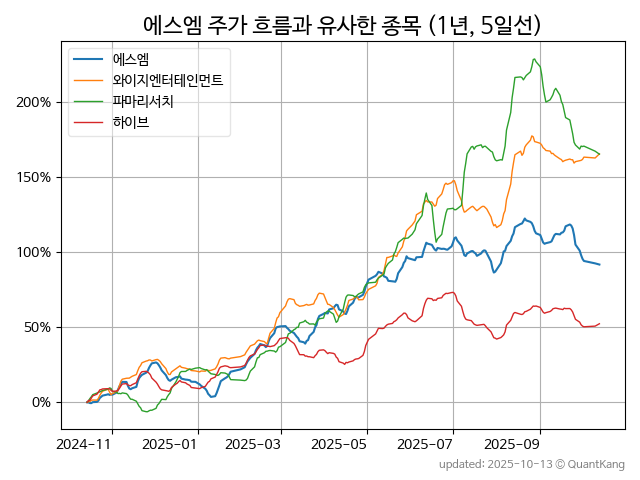 에스엠 주가 흐름과 유사한 종목 (1년, 5일선)
에스엠
와이지엔터테인먼트
파마리서치
하이브
200%
150%
100%
50%
0%
2024-11
2025-01
2025-03
2025-05
2025-07
2025-09
updated: 2025-10-13 © QuantKang